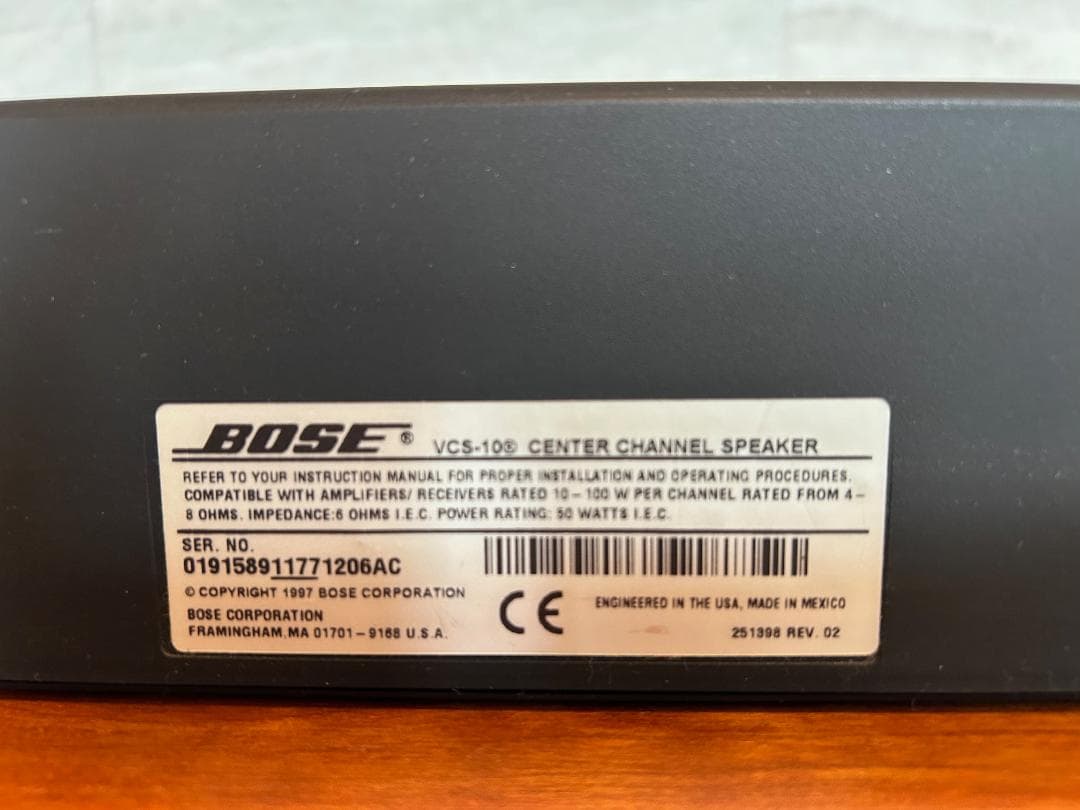 BOSE® VCS-10® CENTER CHANNEL SPEAKER
REFER TO YOUR INSTRUCTION MANUAL FOR PROPER INSTALLATION AND OPERATING PROCEDURES.
COMPATIBLE WITH AMPLIFIERS/ RECEIVERS RATED 10-100 W PER CHANNEL RATED FROM 4-
8 OHMS. IMPEDANCE:6 OHMS I.E.C. POWER RATING: 50 WATTS I.E.C.
SER. NO.
019158911771206AC
© COPYRIGHT 1997 BOSE CORPORATION
BOSE CORPORATION
FRAMINGHAM, MA 01701-9168 U.S.A.
CE
ENGINEERED IN THE USA, MADE IN MEXICO
251398 REV. 02